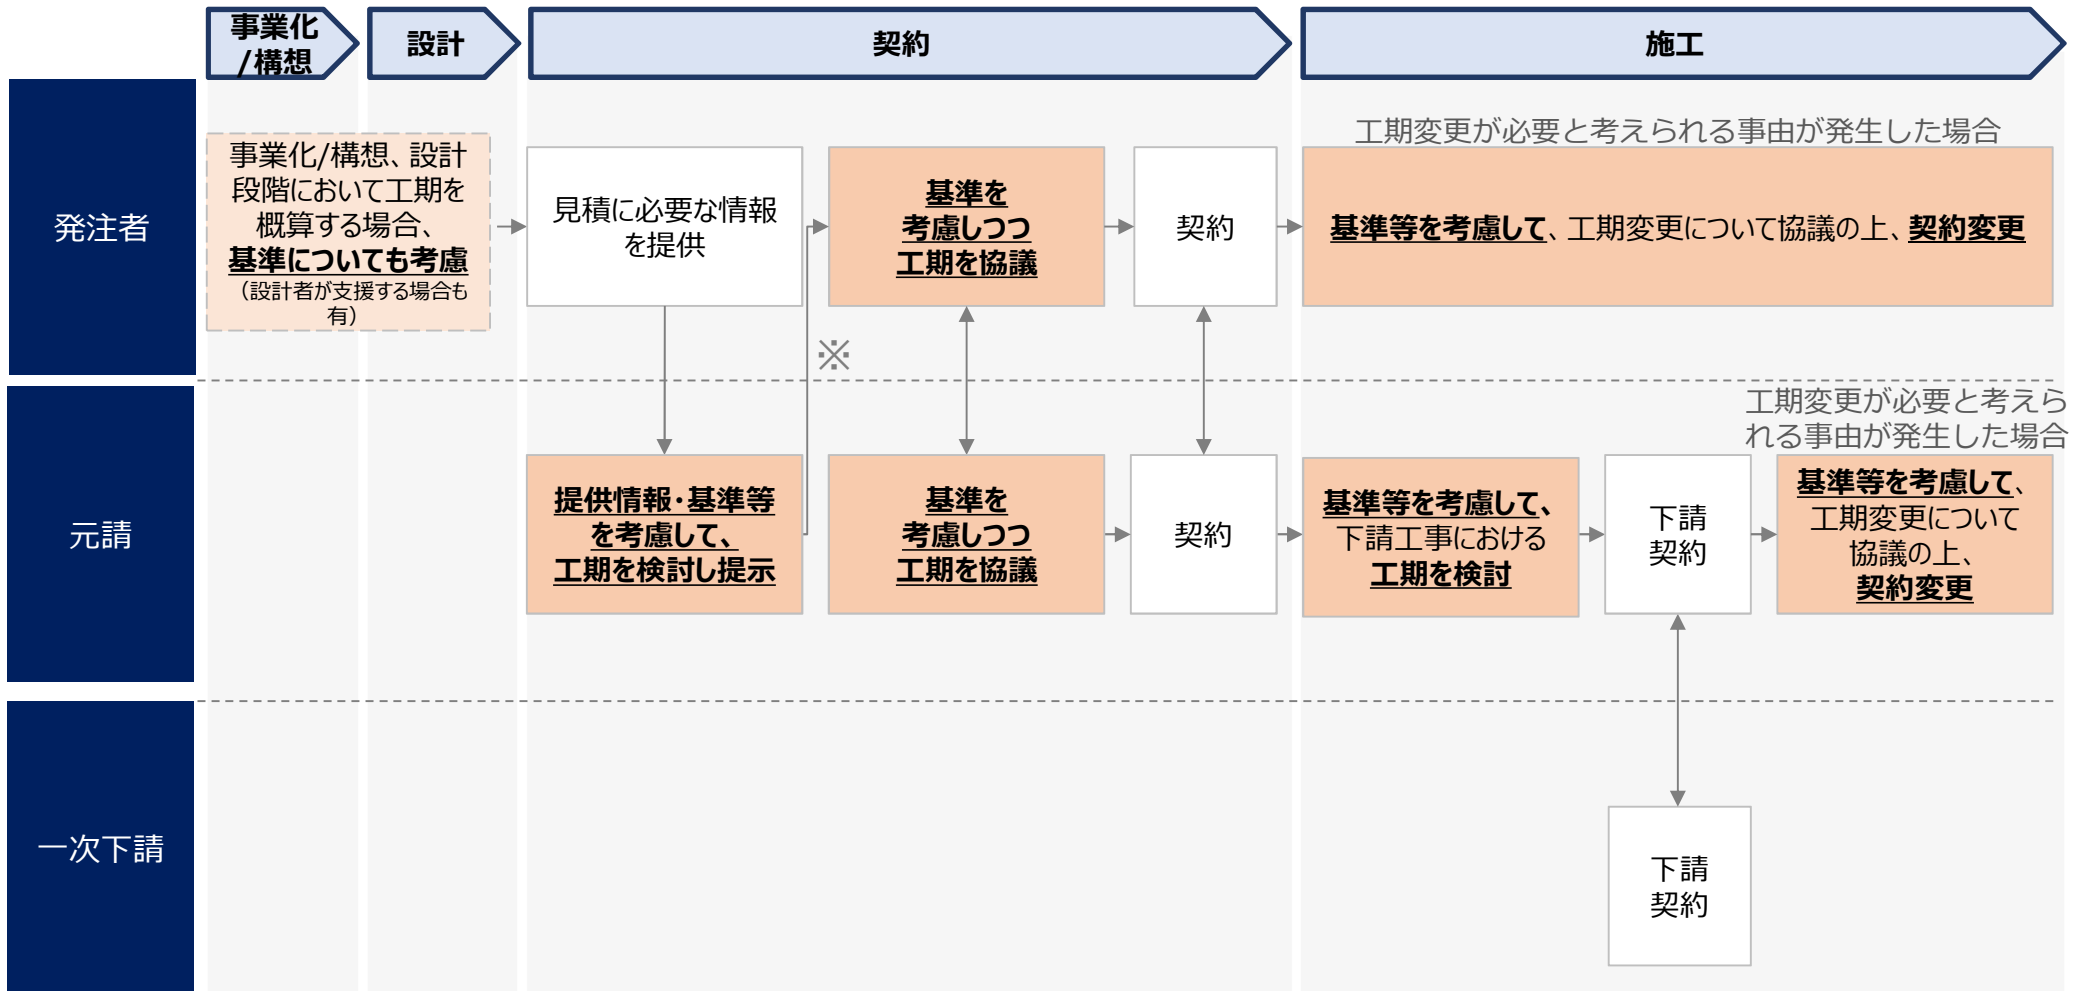 事業化
/構想
設計
契約
施工
発注者
事業化/構想、設計
段階において工期を
概算する場合、
基準についても考慮
（設計者が支援する場合も
有）
見積に必要な情報
を提供
基準を
考慮しつつ
工期を協議
契約
工期変更が必要と考えられる事由が発生した場合
基準等を考慮して、工期変更について協議の上、契約変更
※
元請
提供情報・基準等
を考慮して、
工期を検討し提示
基準を
考慮しつつ
工期を協議
契約
基準等を考慮して、
下請工事における
工期を検討
下請
契約
工期変更が必要と考えら
れる事由が発生した場合
基準等を考慮して、
工期変更について
協議の上、
契約変更
一次下請
下請
契約